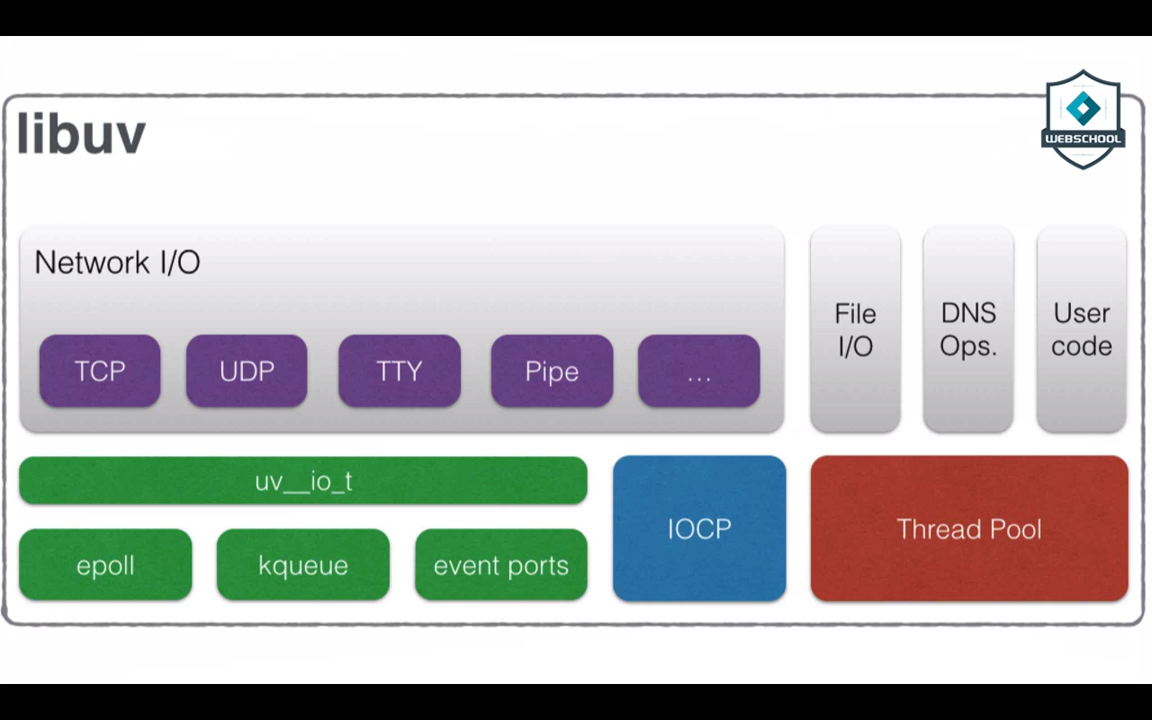 libuv
WEBSCHOOL
Network I/O
TCP
UDP
TTY
Pipe
...
File
I/O
DNS
Ops.
User
code
uv__io_t
epoll
kqueue
event ports
IOCP
Thread Pool